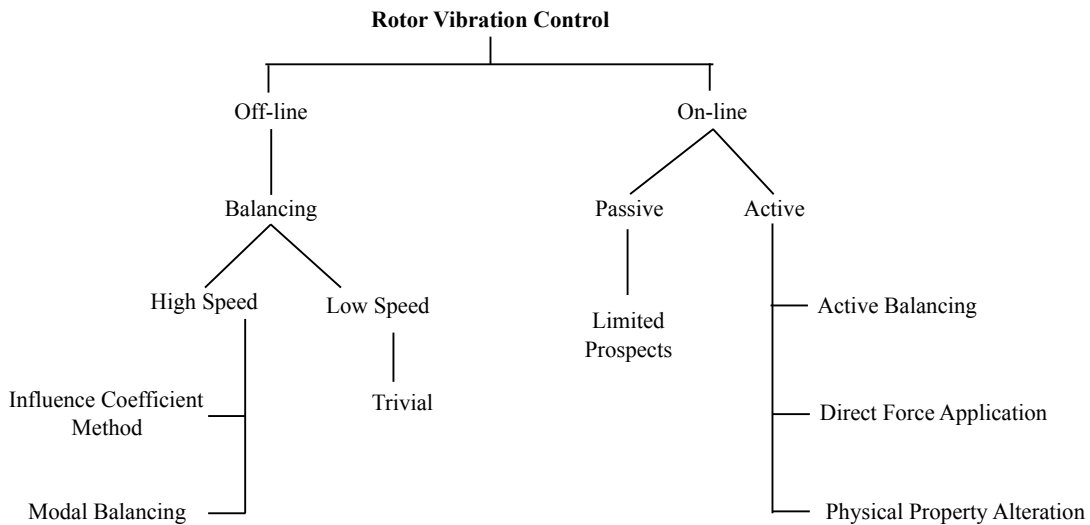 Rotor Vibration Control
Off-line
On-line
Balancing
Passive
Active
High Speed
Low Speed
Limited
Prospects
Active Balancing
Influence Coefficient
Method
Trivial
Direct Force Application
Modal Balancing
Physical Property Alteration